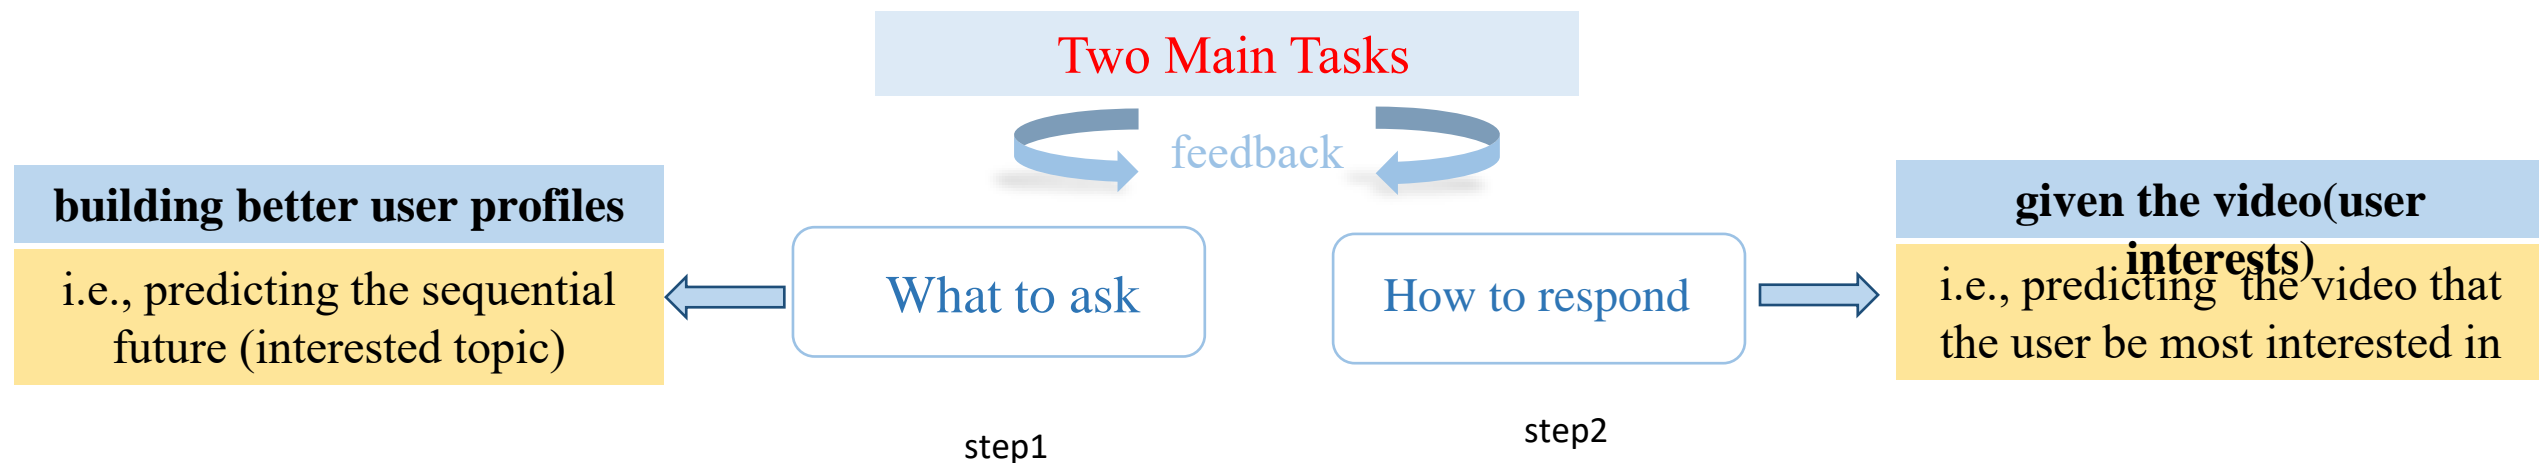 Two Main Tasks
feedback
building better user profiles
i.e., predicting the sequential
future (interested topic)
What to ask
How to respond
given the video(user
interests)
i.e., predicting the video that
the user be most interested in
step1
step2